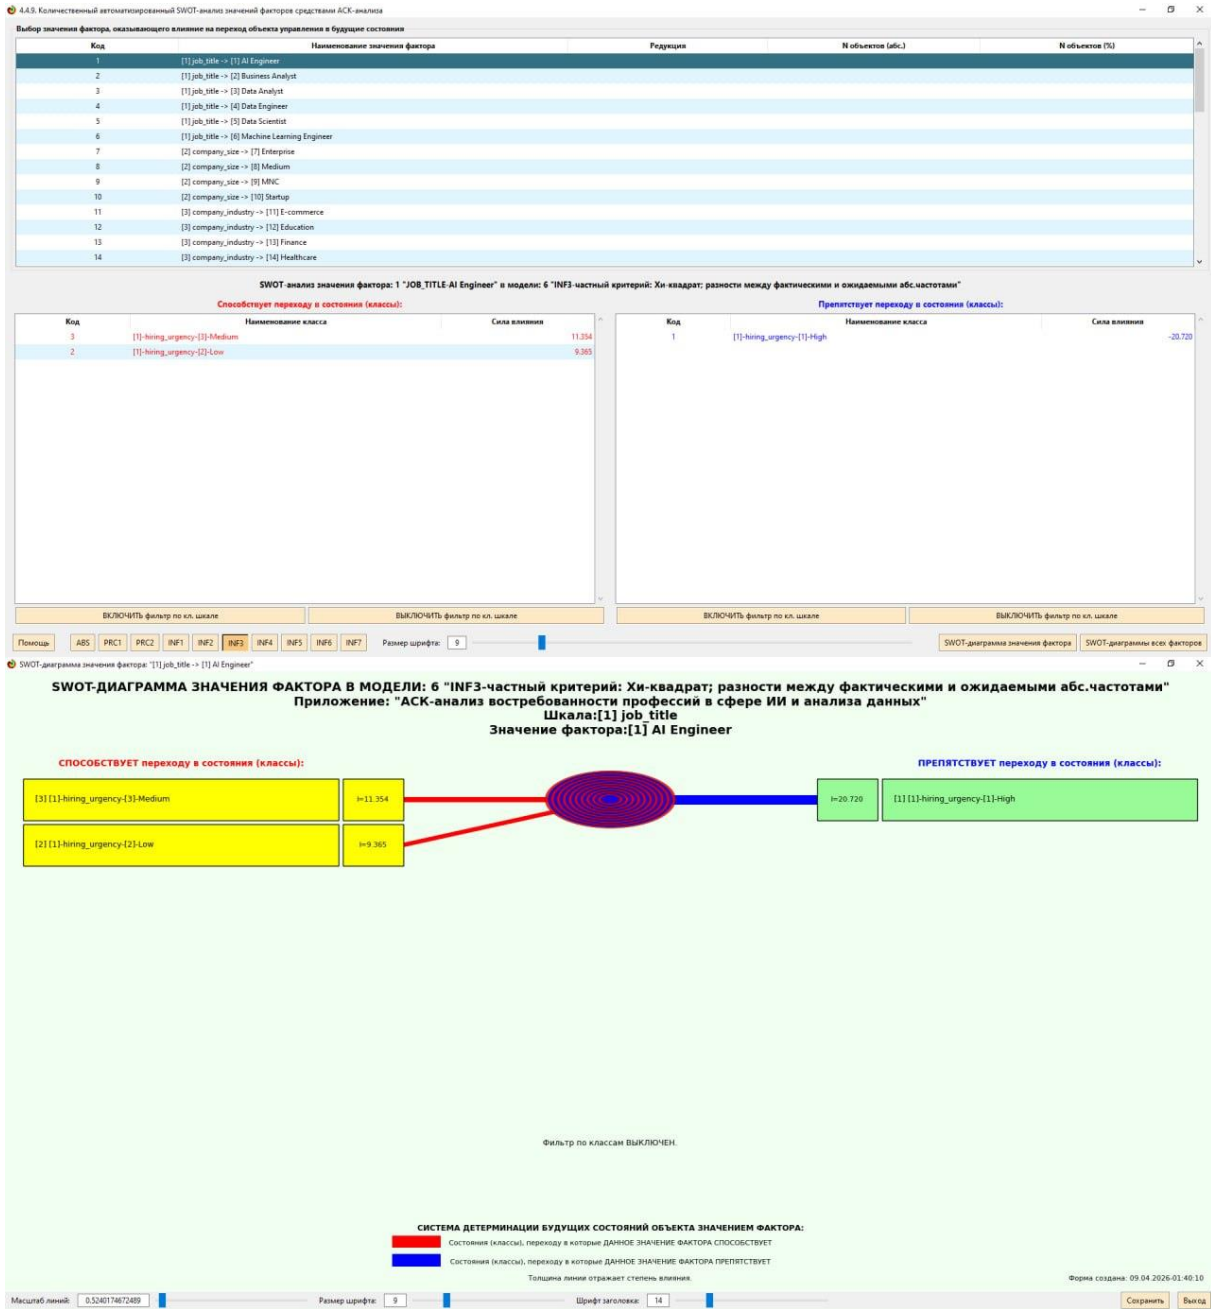 4.4.9. Количественный автоматизированный SWOT-анализ значений факторов средствами АСК-анализа
Выбор значения фактора, оказывающего влияние на переход объекта управления в будущие состояния
Код Наименование значения фактора Редукция N объектов (абс.) N объектов (%)
1 [1] job_title -> [1] AI Engineer
2 [1] job_title -> [2] Business Analyst
3 [1] job_title -> [3] Data Analyst
4 [1] job_title -> [4] Data Engineer
5 [1] job_title -> [5] Data Scientist
6 [1] job_title -> [6] Machine Learning Engineer
7 [2] company_size -> [7] Enterprise
8 [2] company_size -> [8] Medium
9 [2] company_size -> [9] MNC
10 [2] company_size -> [10] Startup
11 [3] company_industry -> [11] E-commerce
12 [3] company_industry -> [12] Education
13 [3] company_industry -> [13] Finance
14 [3] company_industry -> [14] Healthcare
SWOT-анализ значения фактора: 1 "JOB_TITLE-AI Engineer" в модели: 6 "INF3-частный критерий: Хи-квадрат; разности между фактическими и ожидаемыми абс.частотами"
Способствует переходу в состояния (классы): Препятствует переходу в состояния (классы):
Код Наименование класса Сила влияния Код Наименование класса Сила влияния
3 [1]-hiring_urgency-[3]-Medium 11.354 1 [1]-hiring_urgency-[1]-High -20.720
2 [1]-hiring_urgency-[2]-Low 9.365
ВКЛЮЧИТЬ фильтр по кл. шкале ВЫКЛЮЧИТЬ фильтр по кл. шкале ВКЛЮЧИТЬ фильтр по кл. шкале ВЫКЛЮЧИТЬ фильтр по кл. шкале
Помощь ABS PRC1 PRC2 INF1 INF2 INF3 INF4 INF5 INF6 INF7 Размер шрифта: 9 SWOT-диаграмма значения фактора SWOT-диаграммы всех факторов
SWOT-диаграмма значения фактора: "[1] job_title -> [1] AI Engineer"
SWOT-ДИАГРАММА ЗНАЧЕНИЯ ФАКТОРА В МОДЕЛИ: 6 "INF3-частный критерий: Хи-квадрат; разности между фактическими и ожидаемыми абс.частотами"
Приложение: "АСК-анализ востребованности профессий в сфере ИИ и анализа данных"
Шкала:[1] job_title
Значение фактора:[1] AI Engineer
СПОСОБСТВУЕТ переходу в состояния (классы): ПРЕПЯТСТВУЕТ переходу в состояния (классы):
[3] [1]-hiring_urgency-[3]-Medium I=11.354 I=20.720 [1] [1]-hiring_urgency-[1]-High
[2] [1]-hiring_urgency-[2]-Low I=9.365
Фильтр по классам ВЫКЛЮЧЕН.
СИСТЕМА ДЕТЕРМИНАЦИИ БУДУЩИХ СОСТОЯНИЙ ОБЪЕКТА ЗНАЧЕНИЕМ ФАКТОРА:
Состояния (классы), переходу в которые ДАННОЕ ЗНАЧЕНИЕ ФАКТОРА СПОСОБСТВУЕТ
Состояния (классы), переходу в которые ДАННОЕ ЗНАЧЕНИЕ ФАКТОРА ПРЕПЯТСТВУЕТ
Толщина линии отражает степень влияния.
Форма создана: 09.04.2026-01:40:10
Масштаб линий: 0.5240174672489 Размер шрифта: 9 Шрифт заголовка: 14 Сохранить Выход